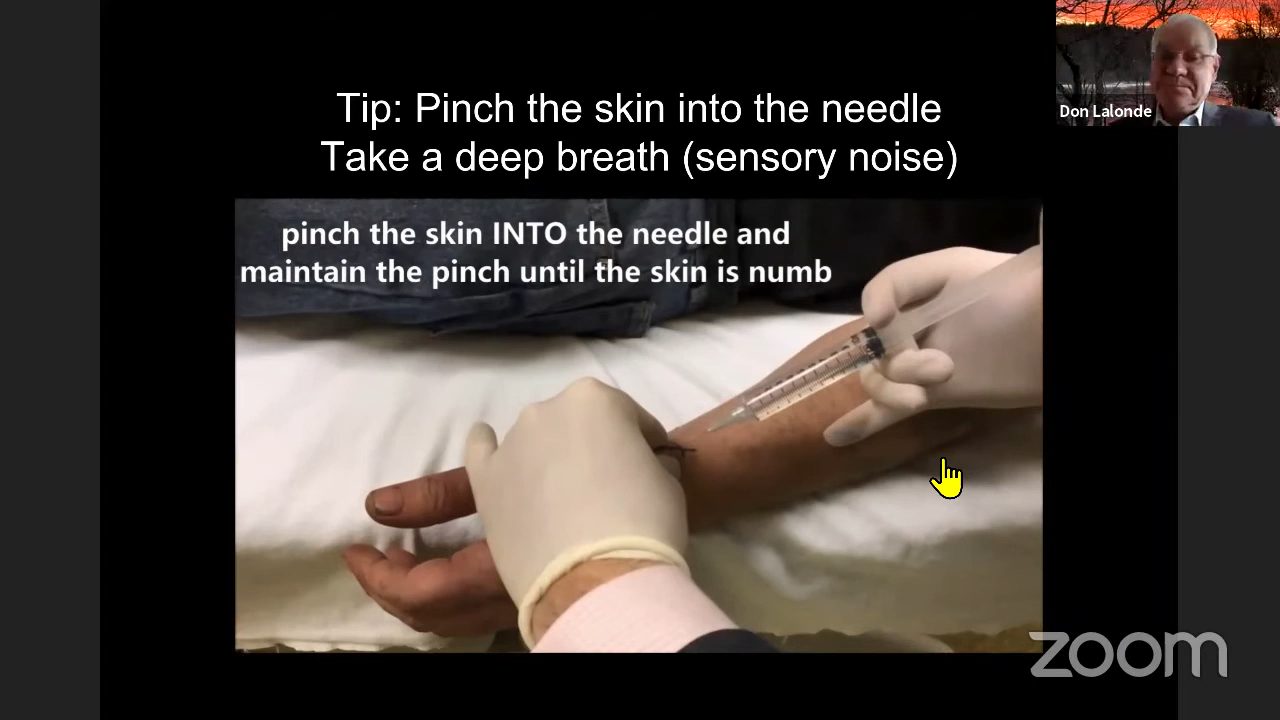 Tip: Pinch the skin into the needle
Take a deep breath (sensory noise)
pinch the skin INTO the needle and
maintain the pinch until the skin is numb
Don Lalonde
zoom